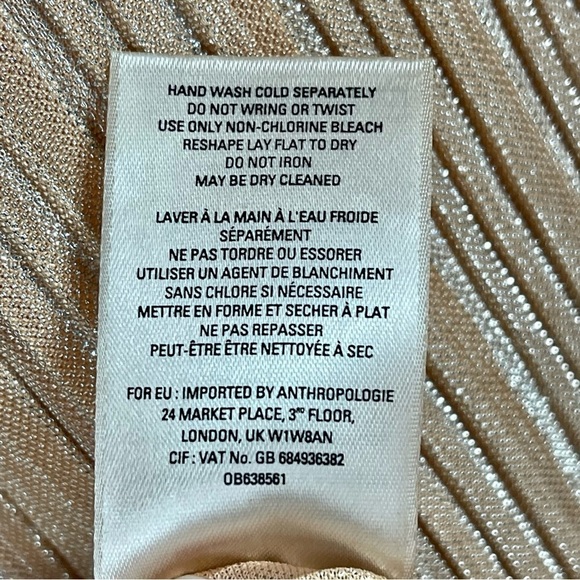 HAND WASH COLD SEPARATELY
DO NOT WRING OR TWIST
USE ONLY NON-CHLORINE BLEACH
RESHAPE LAY FLAT TO DRY
DO NOT IRON
MAY BE DRY CLEANED
LAVER À LA MAIN À L'EAU FROIDE
SÉPARÉMENT
NE PAS TORDRE OU ESSORER
UTILISER UN AGENT DE BLANCHIMENT
SANS CHLORE SI NÉCESSAIRE
METTRE EN FORME ET SECHER À PLAT
NE PAS REPASSER
PEUT-ÊTRE ÊTRE NETTOYÉE À SEC
FOR EU : IMPORTED BY ANTHROPOLOGIE
24 MARKET PLACE, 3ᴿᴰ FLOOR,
LONDON, UK W1W8AN
CIF : VAT No. GB 684936382
OB638561